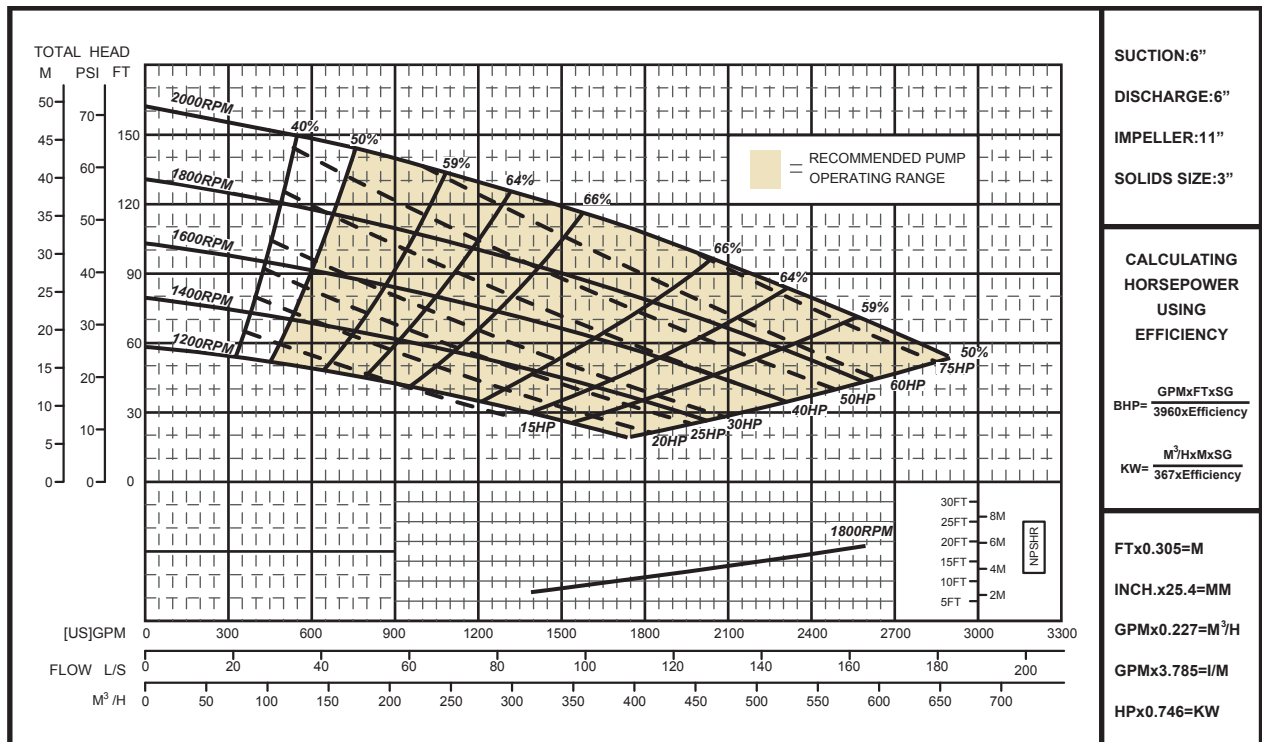 TOTAL HEAD
M PSI FT
50
45
40
35
30
25
20
15
10
5
0
70
60
50
40
30
20
10
0
150
120
90
60
30
0
2000RPM
1800RPM
1600RPM
1400RPM
1200RPM
40%
50%
59%
64%
66%
66%
64%
59%
50%
75HP
60HP
50HP
40HP
30HP
25HP
20HP
15HP
= RECOMMENDED PUMP
OPERATING RANGE
1800RPM
30FT
25FT
20FT
15FT
10FT
5FT
8M
6M
4M
2M
NPSHR
[US]GPM 0 300 600 900 1200 1500 1800 2100 2400 2700 3000 3300
FLOW L/S 0 20 40 60 80 100 120 140 160 180 200
M³/H 0 50 100 150 200 250 300 350 400 450 500 550 600 650 700
SUCTION:6”
DISCHARGE:6”
IMPELLER:11”
SOLIDS SIZE:3”
CALCULATING
HORSEPOWER
USING
EFFICIENCY
BHP= GPMxFTxSG
3960xEfficiency
KW= M³/HxMxSG
367xEfficiency
FTx0.305=M
INCH.x25.4=MM
GPMx0.227=M³/H
GPMx3.785=l/M
HPx0.746=KW